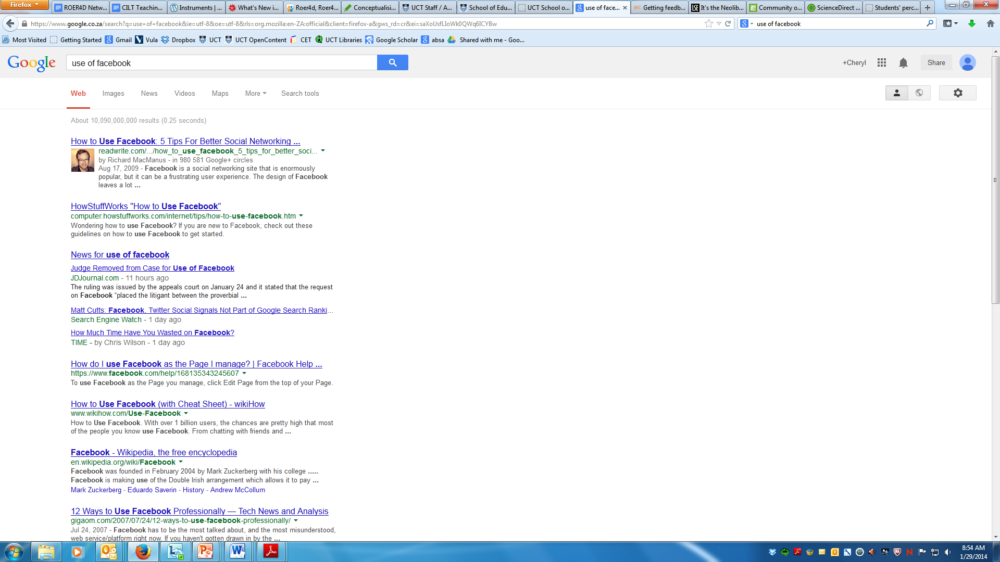 Firefox
ROER4D Netw...
CILT Teachin...
Instruments | ...
What's New i...
Roer4d, Roer4...
Conceptualisi...
UCT Staff / A...
School of Edu...
UCT School o...
use of face...
Getting feedb...
It's the Neolib...
Community o...
ScienceDirect ...
Students' perc...
https://www.google.co.za/search?q=use+of+facebook&ie=utf-8&oe=utf-8&rls=org.mozilla:en-ZA:official&client=firefox-a&gws_rd=cr&ei=saXoUsfLIoWk0QWq6ICYBw
use of facebook
Most Visited Getting Started Gmail Vula Dropbox UCT UCT OpenContent CET UCT Libraries Google Scholar absa Shared with me - Goo...
Google
use of facebook
+Cheryl
Share
Web Images News Videos Maps More Search tools
About 10,090,000,000 results (0.25 seconds)
How to Use Facebook: 5 Tips For Better Social Networking ...
readwrite.com/.../how_to_use_facebook_5_tips_for_better_soci...
by Richard MacManus - in 980 581 Google+ circles
Aug 17, 2009 - Facebook is a social networking site that is enormously
popular, but it can be a frustrating user experience. The design of Facebook
leaves a lot ...
HowStuffWorks "How to Use Facebook"
computer.howstuffworks.com/internet/tips/how-to-use-facebook.htm
Wondering how to use Facebook? If you are new to Facebook, check out these
guidelines on how to use Facebook to get started.
News for use of facebook
Judge Removed from Case for Use of Facebook
JDJournal.com - 11 hours ago
The ruling was issued by the appeals court on January 24 and it stated that the request
on Facebook “placed the litigant between the proverbial ...
Matt Cutts: Facebook, Twitter Social Signals Not Part of Google Search Ranki...
Search Engine Watch - 1 day ago
How Much Time Have You Wasted on Facebook?
TIME - by Chris Wilson - 1 day ago
How do I use Facebook as the Page I manage? | Facebook Help ...
https://www.facebook.com/help/168135343245607
To use Facebook as the Page you manage, click Edit Page from the top of your Page.
How to Use Facebook (with Cheat Sheet) - wikiHow
www.wikihow.com/Use-Facebook
How to Use Facebook. With over 1 billion users, the chances are pretty high that most
of the people you know use Facebook. From chatting with friends and ...
Facebook - Wikipedia, the free encyclopedia
en.wikipedia.org/wiki/Facebook
Facebook was founded in February 2004 by Mark Zuckerberg with his college .....
Facebook is making use of the Double Irish arrangement which allows it to pay ...
Mark Zuckerberg - Eduardo Saverin - History - Andrew McCollum
12 Ways to Use Facebook Professionally — Tech News and Analysis
gigaom.com/2007/07/24/12-ways-to-use-facebook-professionally/
Jul 24, 2007 - Facebook has to be the most talked about, and the most misunderstood,
web service/platform right now. If you haven't gotten drawn in by the ...
8:54 AM
1/29/2014